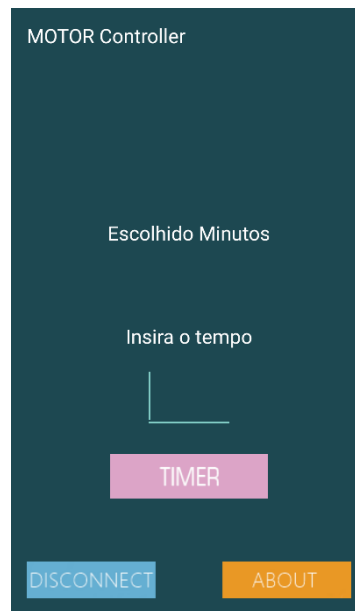 MOTOR Controller
Escolhido Minutos
Insira o tempo
TIMER
DISCONNECT
ABOUT